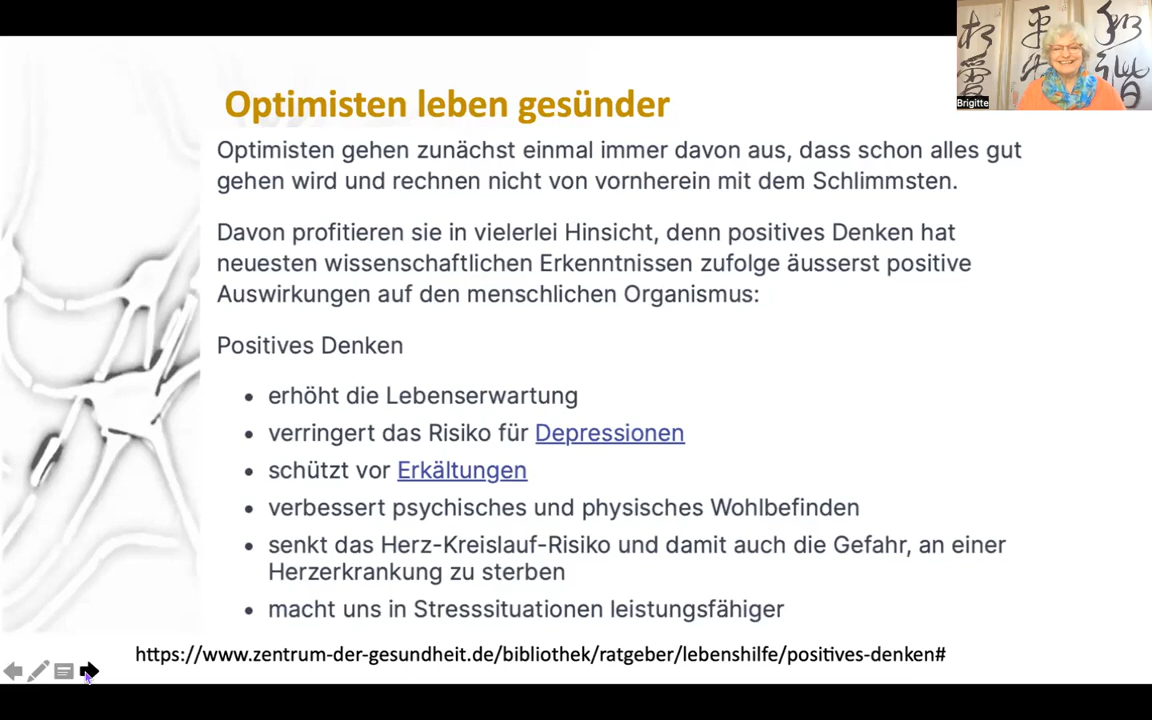 Optimisten leben gesünder
Brigitte
Optimisten gehen zunächst einmal immer davon aus, dass schon alles gut
gehen wird und rechnen nicht von vornherein mit dem Schlimmsten.
Davon profitieren sie in vielerlei Hinsicht, denn positives Denken hat
neuesten wissenschaftlichen Erkenntnissen zufolge äusserst positive
Auswirkungen auf den menschlichen Organismus:
Positives Denken
• erhöht die Lebenserwartung
• verringert das Risiko für Depressionen
• schützt vor Erkältungen
• verbessert psychisches und physisches Wohlbefinden
• senkt das Herz-Kreislauf-Risiko und damit auch die Gefahr, an einer
Herzerkrankung zu sterben
• macht uns in Stresssituationen leistungsfähiger
https://www.zentrum-der-gesundheit.de/bibliothek/ratgeber/lebenshilfe/positives-denken#